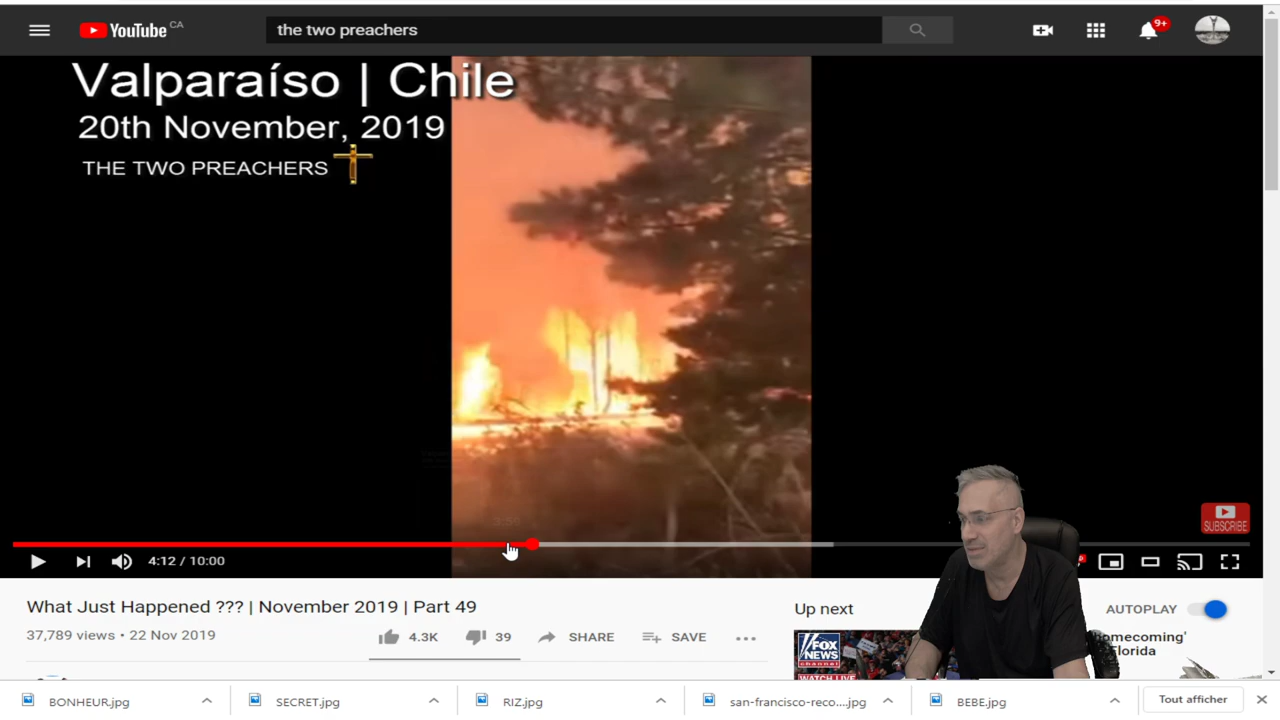 YouTube CA
the two preachers
9+
Valparaíso | Chile
20th November, 2019
THE TWO PREACHERS
SUBSCRIBE
4:12 / 10:00
What Just Happened ??? | November 2019 | Part 49
37,789 views • 22 Nov 2019
4.3K
39
SHARE
SAVE
Up next
AUTOPLAY
FOX
NEWS
channel
WATCH LIVE
homecoming'
Florida
BONHEUR.jpg
SECRET.jpg
RIZ.jpg
san-francisco-reco....jpg
BEBE.jpg
Tout afficher